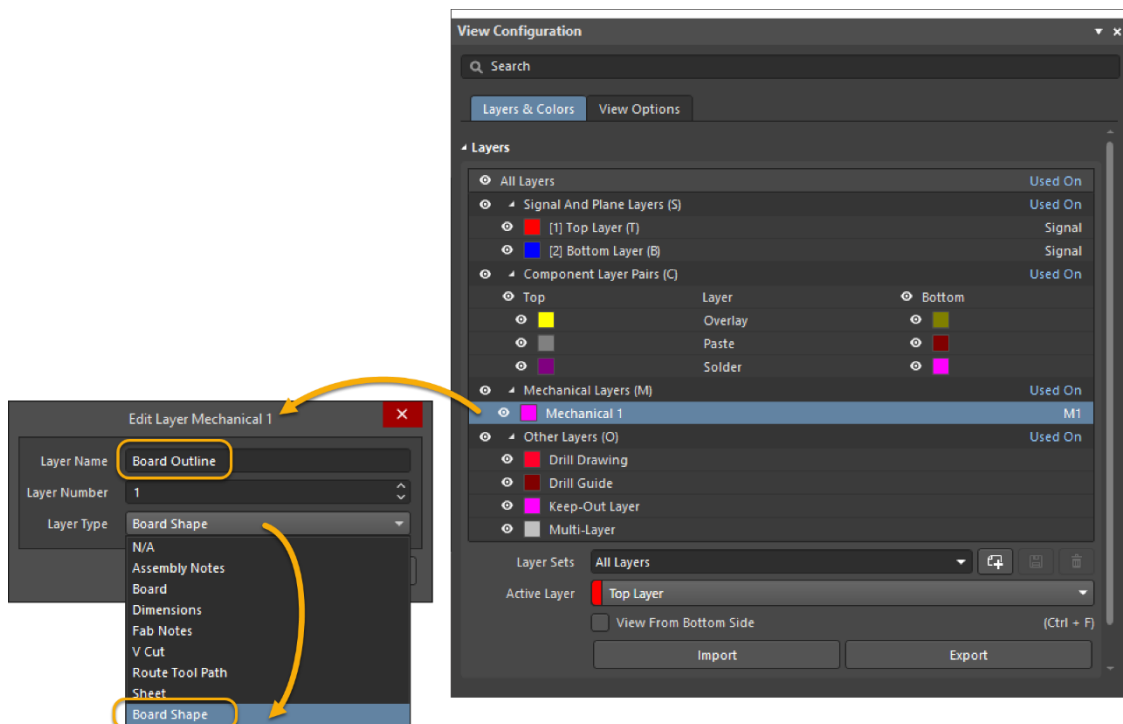 View Configuration
Search
Layers & Colors View Options
Layers
All Layers Used On
Signal And Plane Layers (S) Used On
[1] Top Layer (T) Signal
[2] Bottom Layer (B) Signal
Component Layer Pairs (C) Used On
Top Layer Bottom
Overlay
Paste
Solder
Mechanical Layers (M) Used On
Mechanical 1 M1
Other Layers (O) Used On
Drill Drawing
Drill Guide
Keep-Out Layer
Multi-Layer
Layer Sets All Layers
Active Layer Top Layer
View From Bottom Side (Ctrl + F)
Import Export
Edit Layer Mechanical 1
Layer Name Board Outline
Layer Number 1
Layer Type Board Shape
N/A
Assembly Notes
Board
Dimensions
Fab Notes
V Cut
Route Tool Path
Sheet
Board Shape